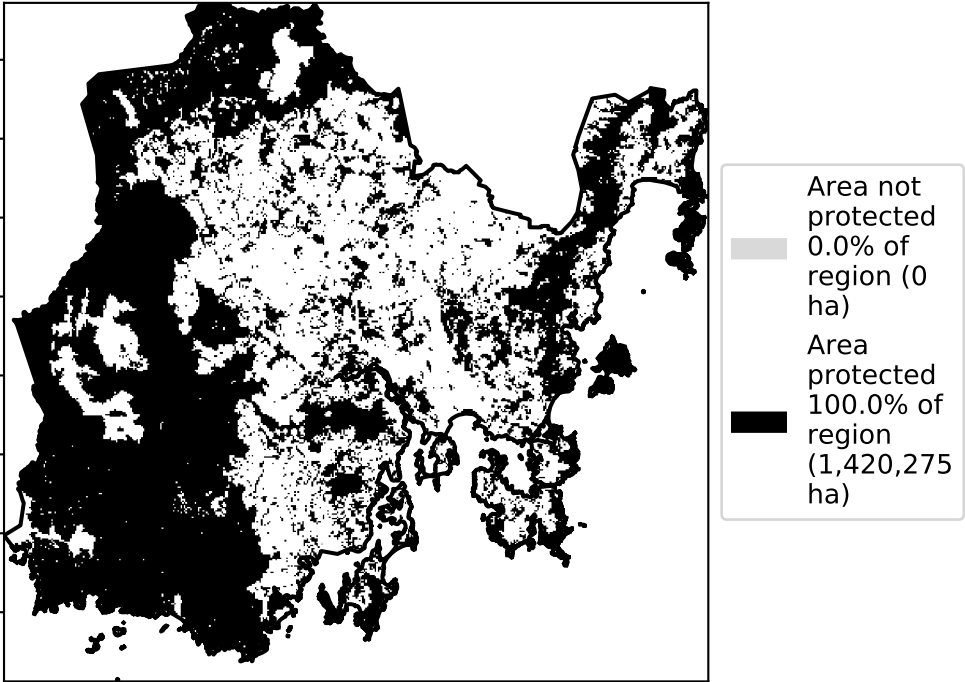 Area not
protected
0.0% of
region (0
ha)
Area
protected
100.0% of
region
(1,420,275
ha)